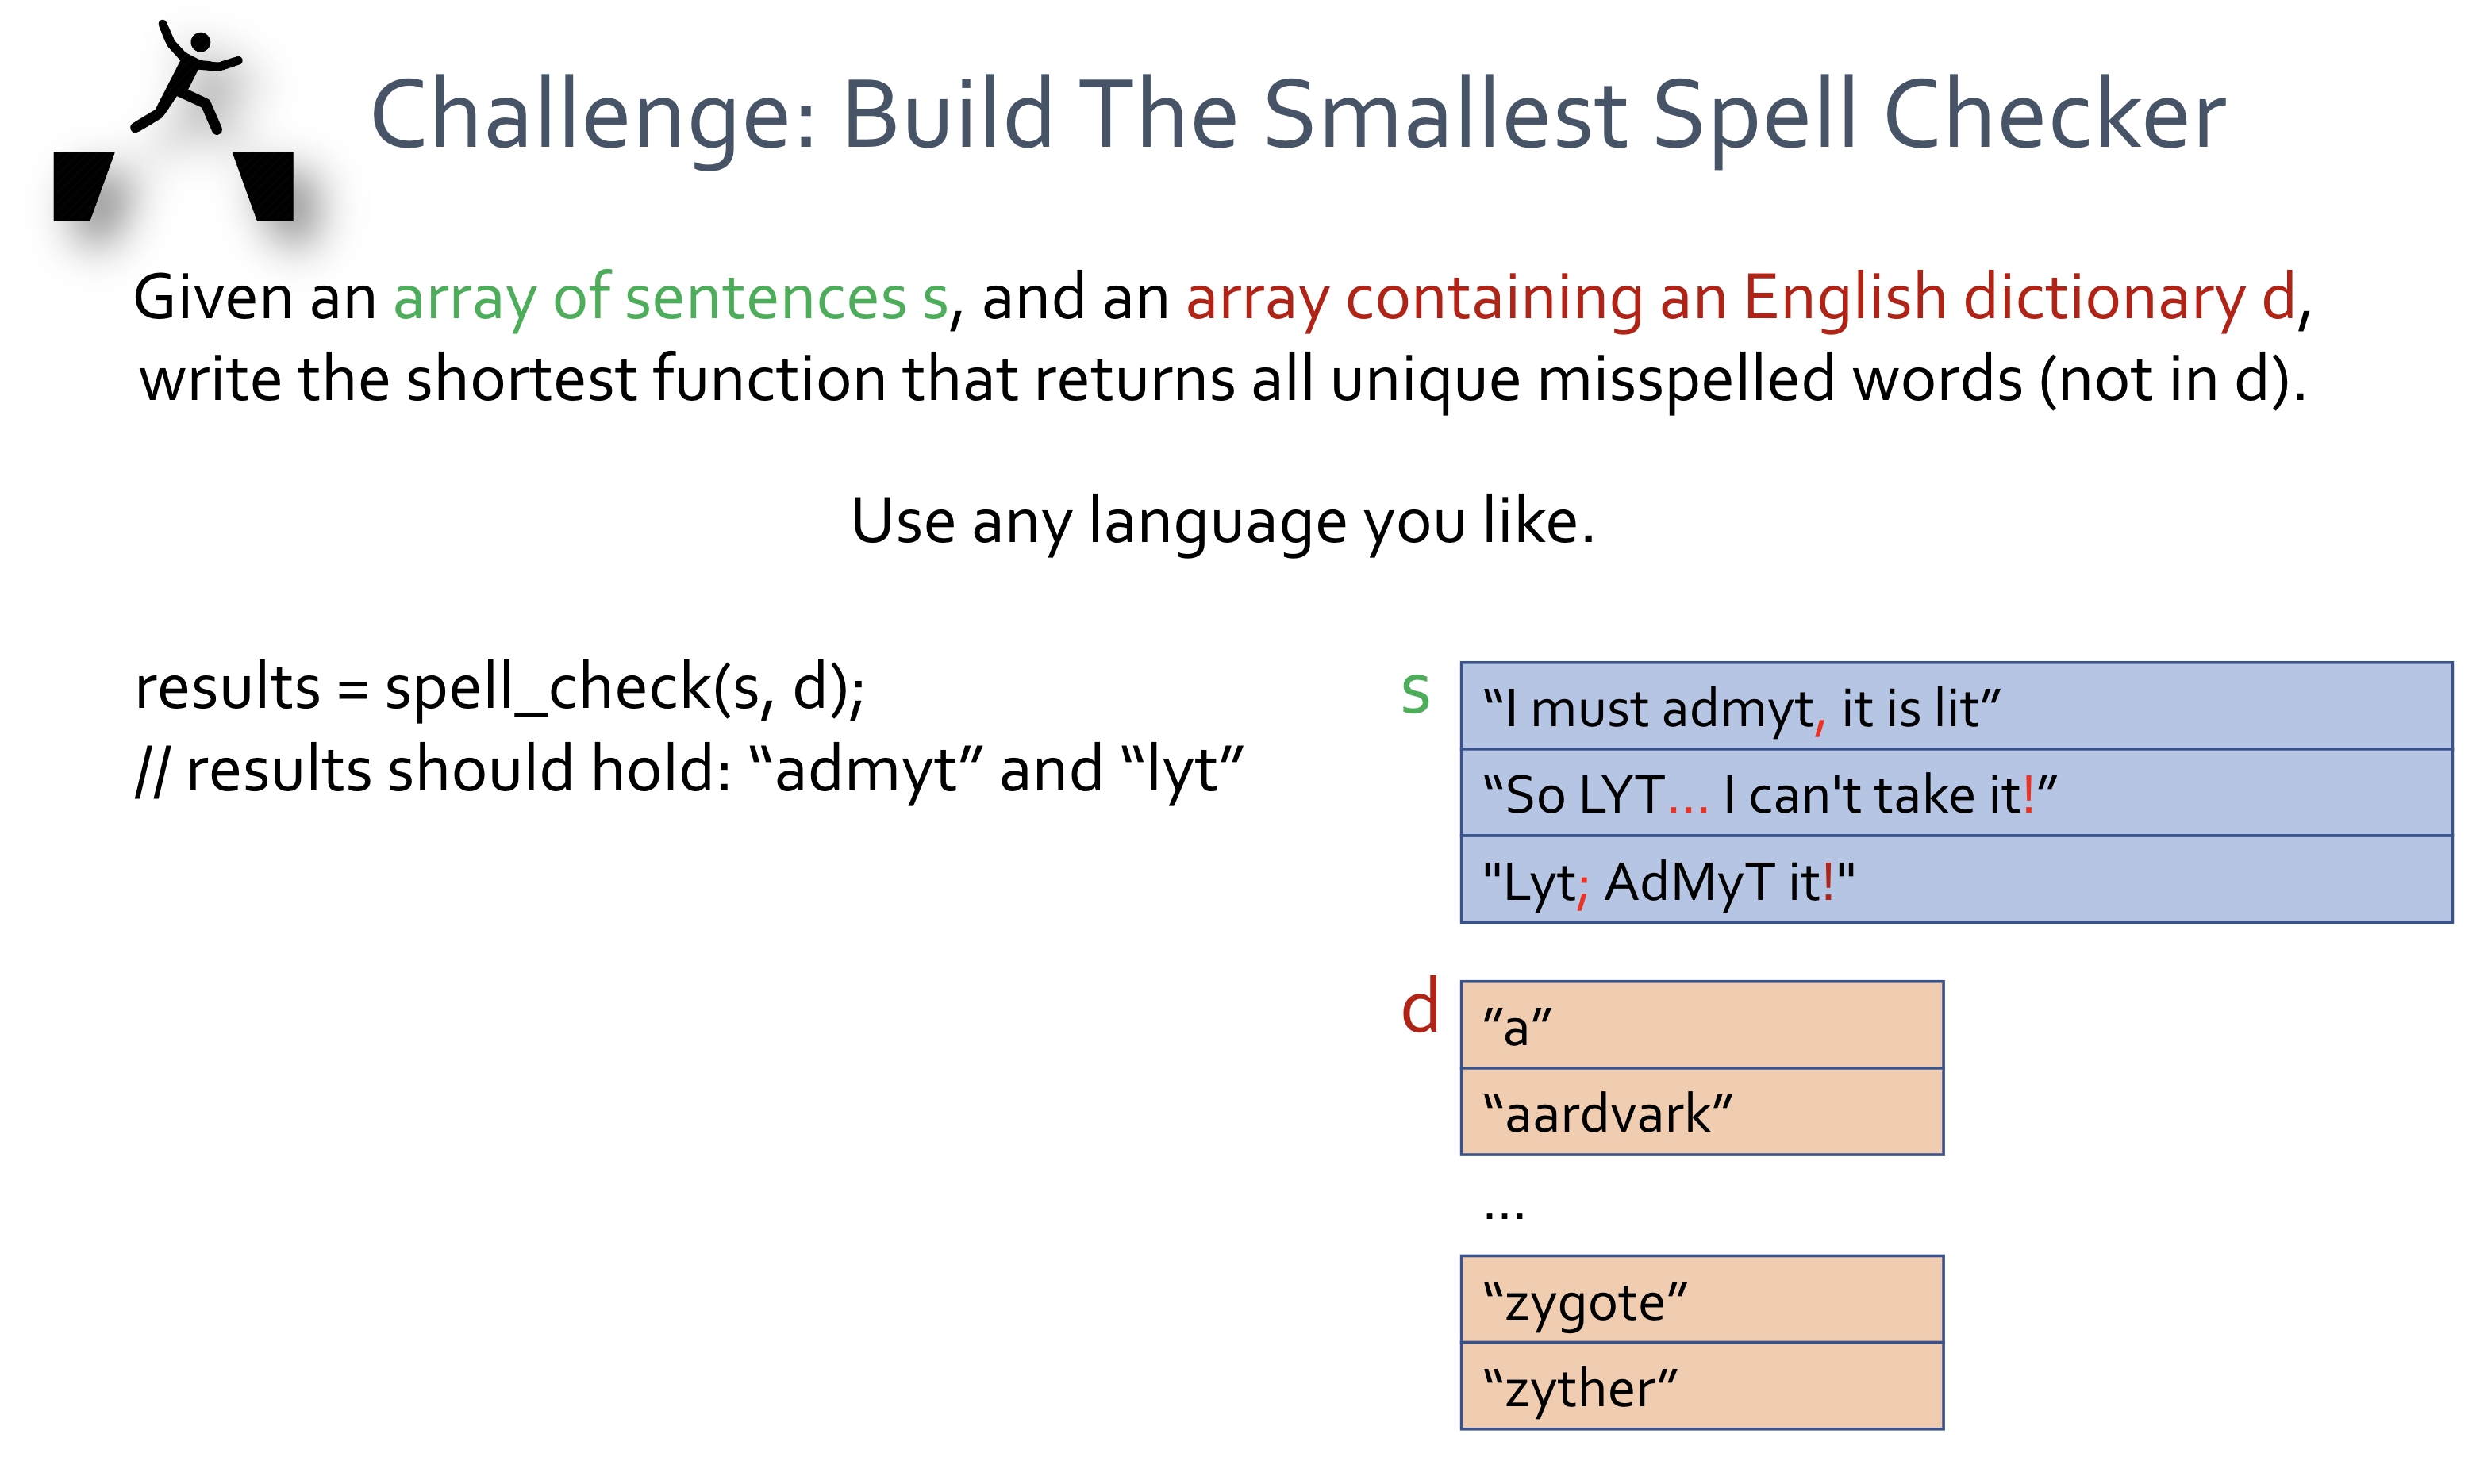 Challenge: Build The Smallest Spell Checker
Given an array of sentences s, and an array containing an English dictionary d,
write the shortest function that returns all unique misspelled words (not in d).
Use any language you like.
results = spell_check(s, d);
// results should hold: “admyt” and “lyt”
s
“I must admyt, it is lit”
“So LYT... I can't take it!”
"Lyt; AdMyT it!"
d
”a”
“aardvark”
...
“zygote”
“zyther”